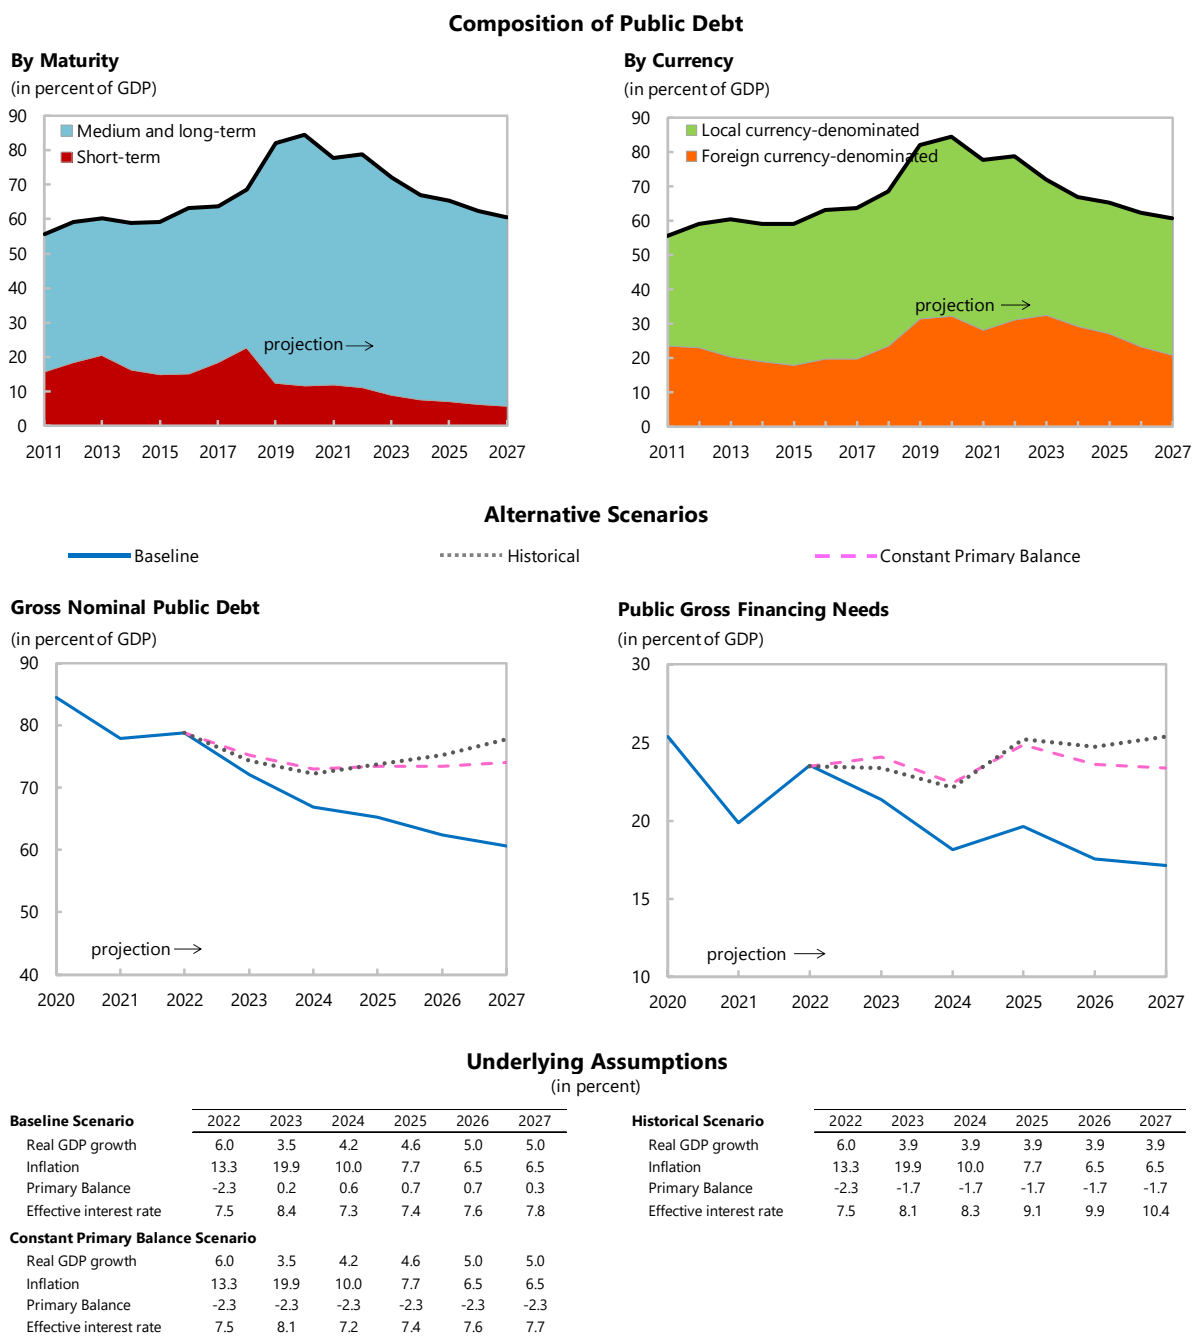 Composition of Public Debt
By Maturity
(in percent of GDP)
90
80
70
60
50
40
30
20
10
0
Medium and long-term
Short-term
projection
2011 2013 2015 2017 2019 2021 2023 2025 2027
By Currency
(in percent of GDP)
90
80
70
60
50
40
30
20
10
0
Local currency-denominated
Foreign currency-denominated
projection
2011 2013 2015 2017 2019 2021 2023 2025 2027
Alternative Scenarios
Baseline Historical Constant Primary Balance
Gross Nominal Public Debt
(in percent of GDP)
90
80
70
60
50
40
projection
2020 2021 2022 2023 2024 2025 2026 2027
Public Gross Financing Needs
(in percent of GDP)
30
25
20
15
10
projection
2020 2021 2022 2023 2024 2025 2026 2027
Underlying Assumptions
(in percent)
Baseline Scenario 2022 2023 2024 2025 2026 2027
Real GDP growth 6.0 3.5 4.2 4.6 5.0 5.0
Inflation 13.3 19.9 10.0 7.7 6.5 6.5
Primary Balance -2.3 0.2 0.6 0.7 0.7 0.3
Effective interest rate 7.5 8.4 7.3 7.4 7.6 7.8
Constant Primary Balance Scenario
Real GDP growth 6.0 3.5 4.2 4.6 5.0 5.0
Inflation 13.3 19.9 10.0 7.7 6.5 6.5
Primary Balance -2.3 -2.3 -2.3 -2.3 -2.3 -2.3
Effective interest rate 7.5 8.1 7.2 7.4 7.6 7.7
Historical Scenario 2022 2023 2024 2025 2026 2027
Real GDP growth 6.0 3.9 3.9 3.9 3.9 3.9
Inflation 13.3 19.9 10.0 7.7 6.5 6.5
Primary Balance -2.3 -1.7 -1.7 -1.7 -1.7 -1.7
Effective interest rate 7.5 8.1 8.3 9.1 9.9 10.4